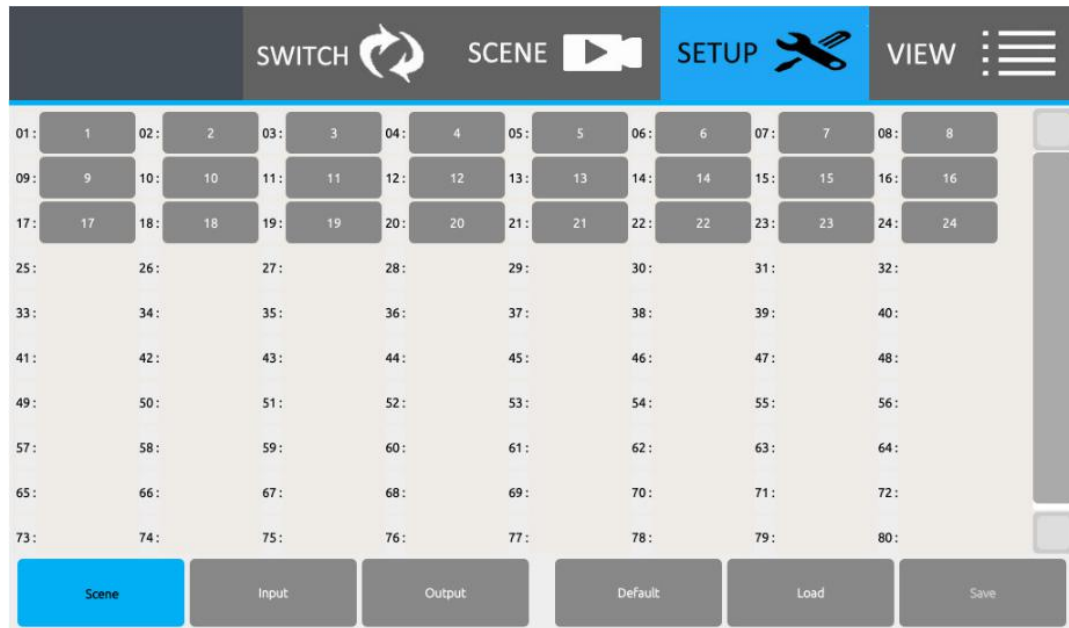 SWITCH SCENE SETUP VIEW
01: 1 02: 2 03: 3 04: 4 05: 5 06: 6 07: 7 08: 8
09: 9 10: 10 11: 11 12: 12 13: 13 14: 14 15: 15 16: 16
17: 17 18: 18 19: 19 20: 20 21: 21 22: 22 23: 23 24: 24
25: 26: 27: 28: 29: 30: 31: 32:
33: 34: 35: 36: 37: 38: 39: 40:
41: 42: 43: 44: 45: 46: 47: 48:
49: 50: 51: 52: 53: 54: 55: 56:
57: 58: 59: 60: 61: 62: 63: 64:
65: 66: 67: 68: 69: 70: 71: 72:
73: 74: 75: 76: 77: 78: 79: 80:
Scene Input Output Default Load Save